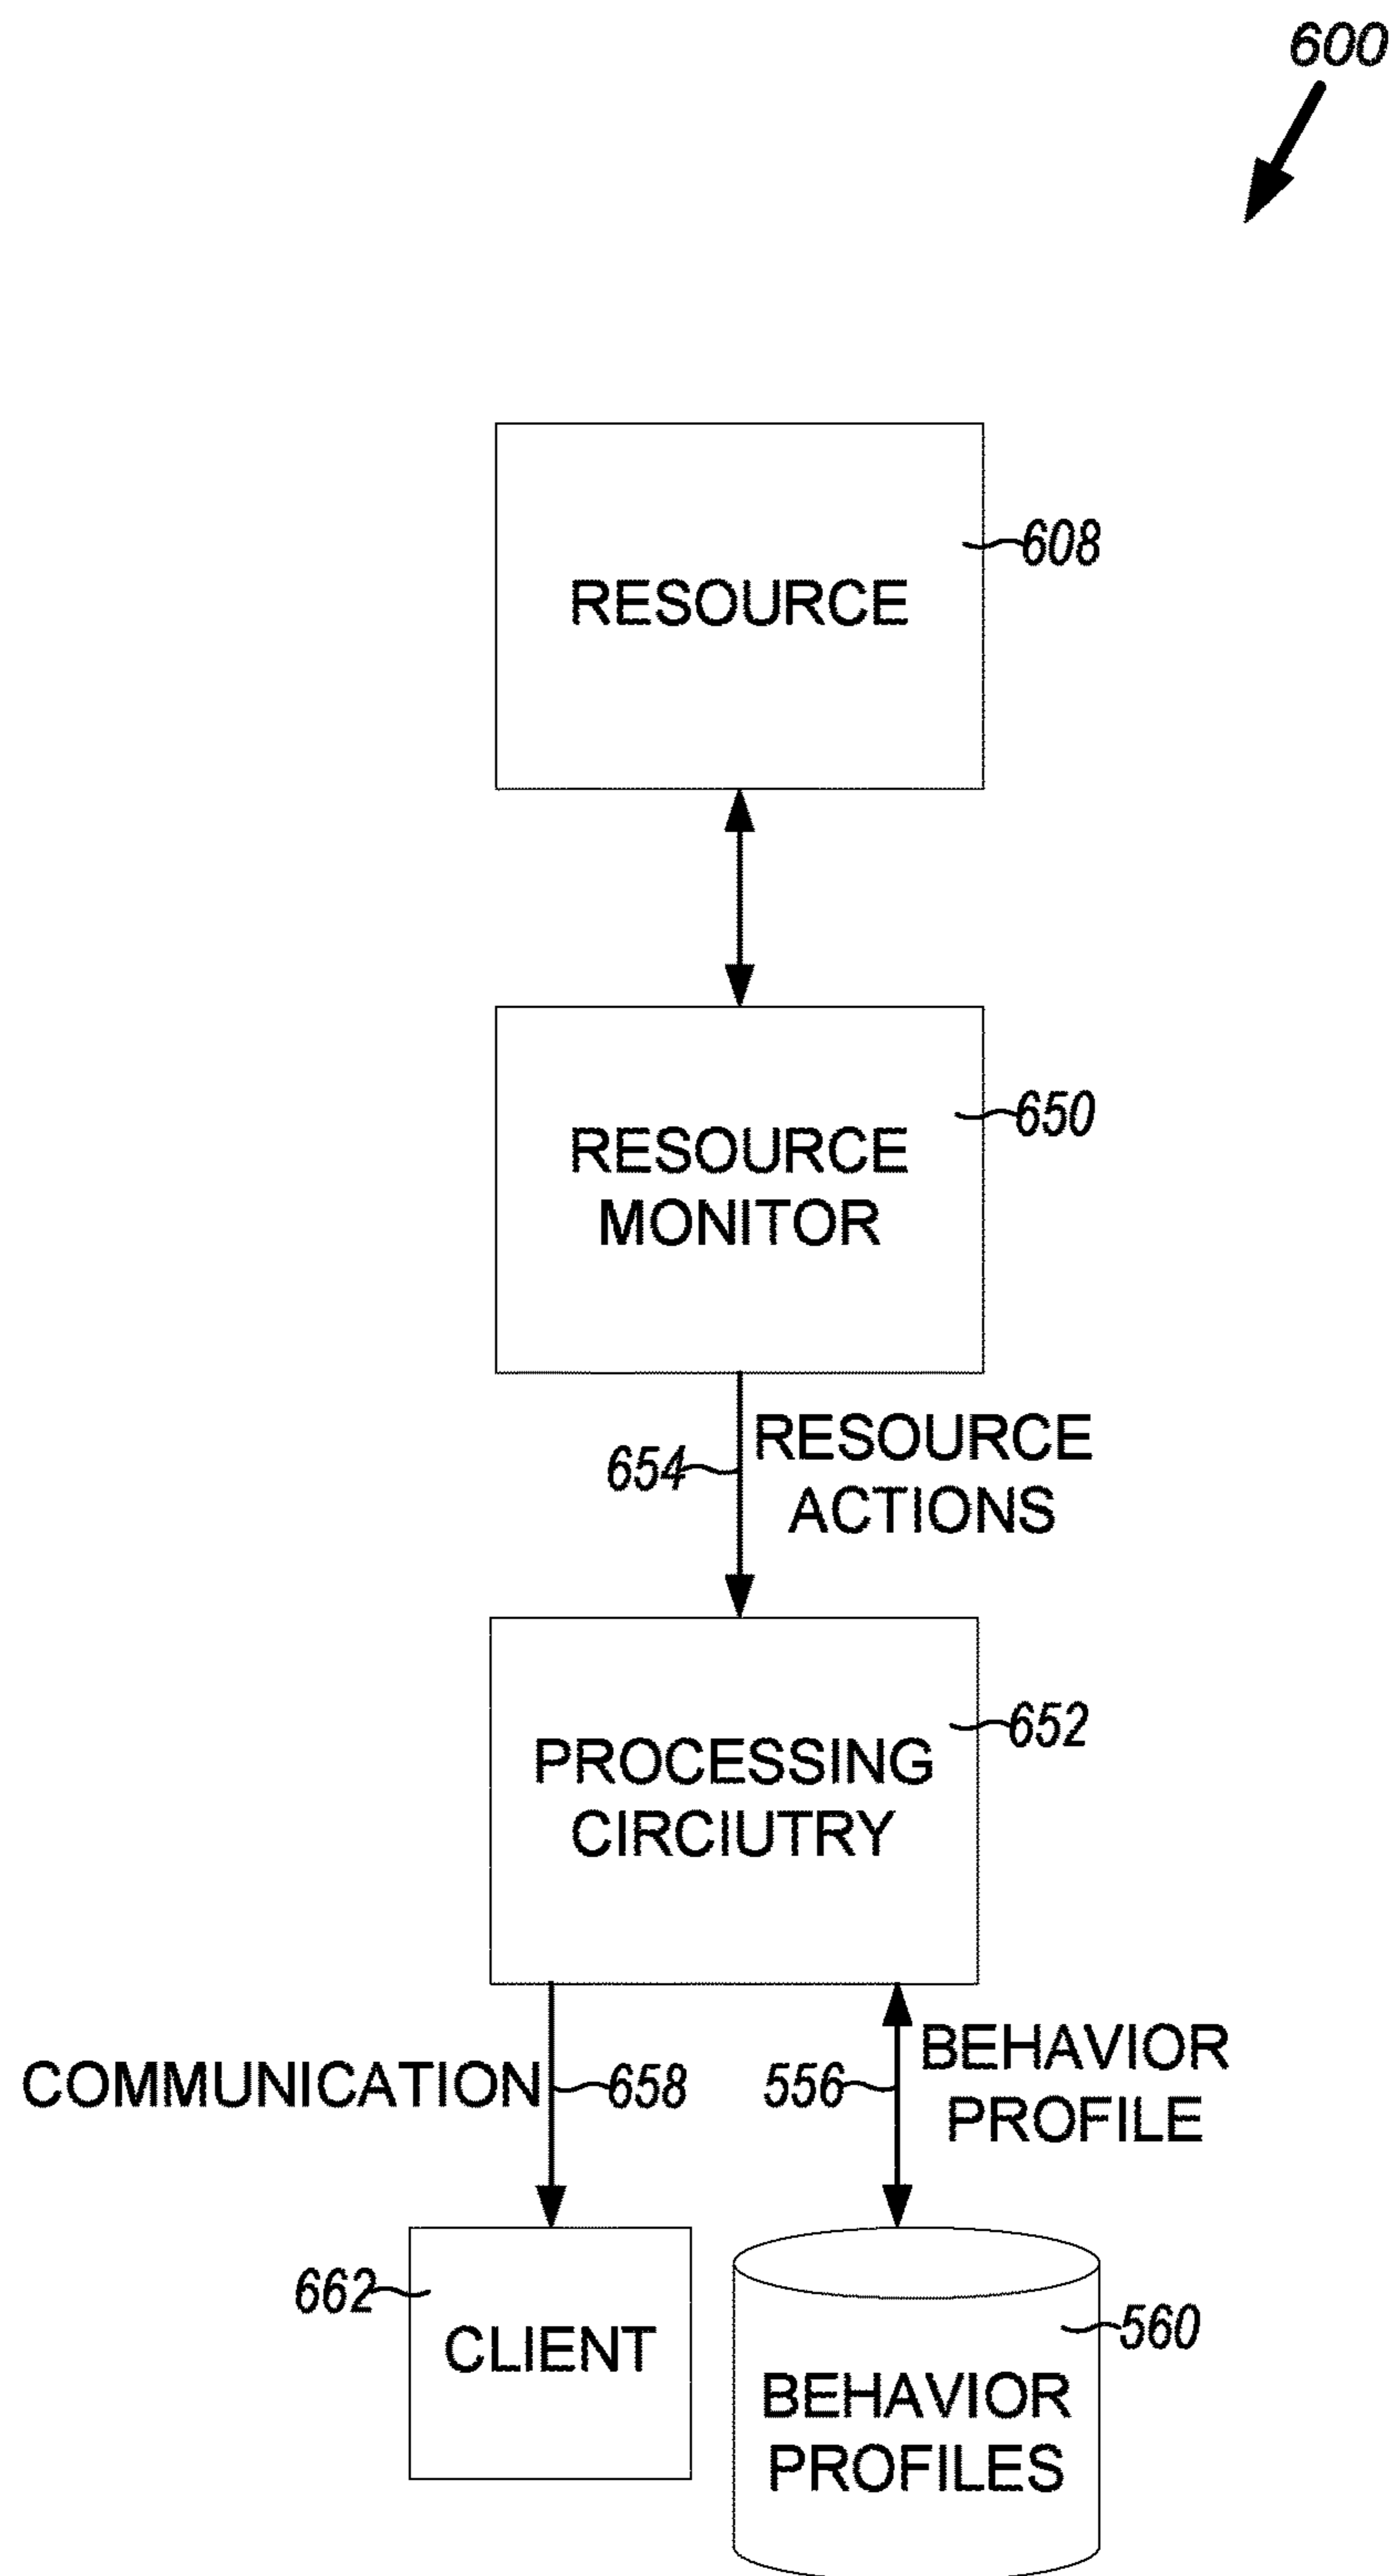 600
RESOURCE
608
RESOURCE
MONITOR
650
654
RESOURCE
ACTIONS
PROCESSING
CIRCIUTRY
652
COMMUNICATION
658
556
BEHAVIOR
PROFILE
662
CLIENT
560
BEHAVIOR
PROFILES